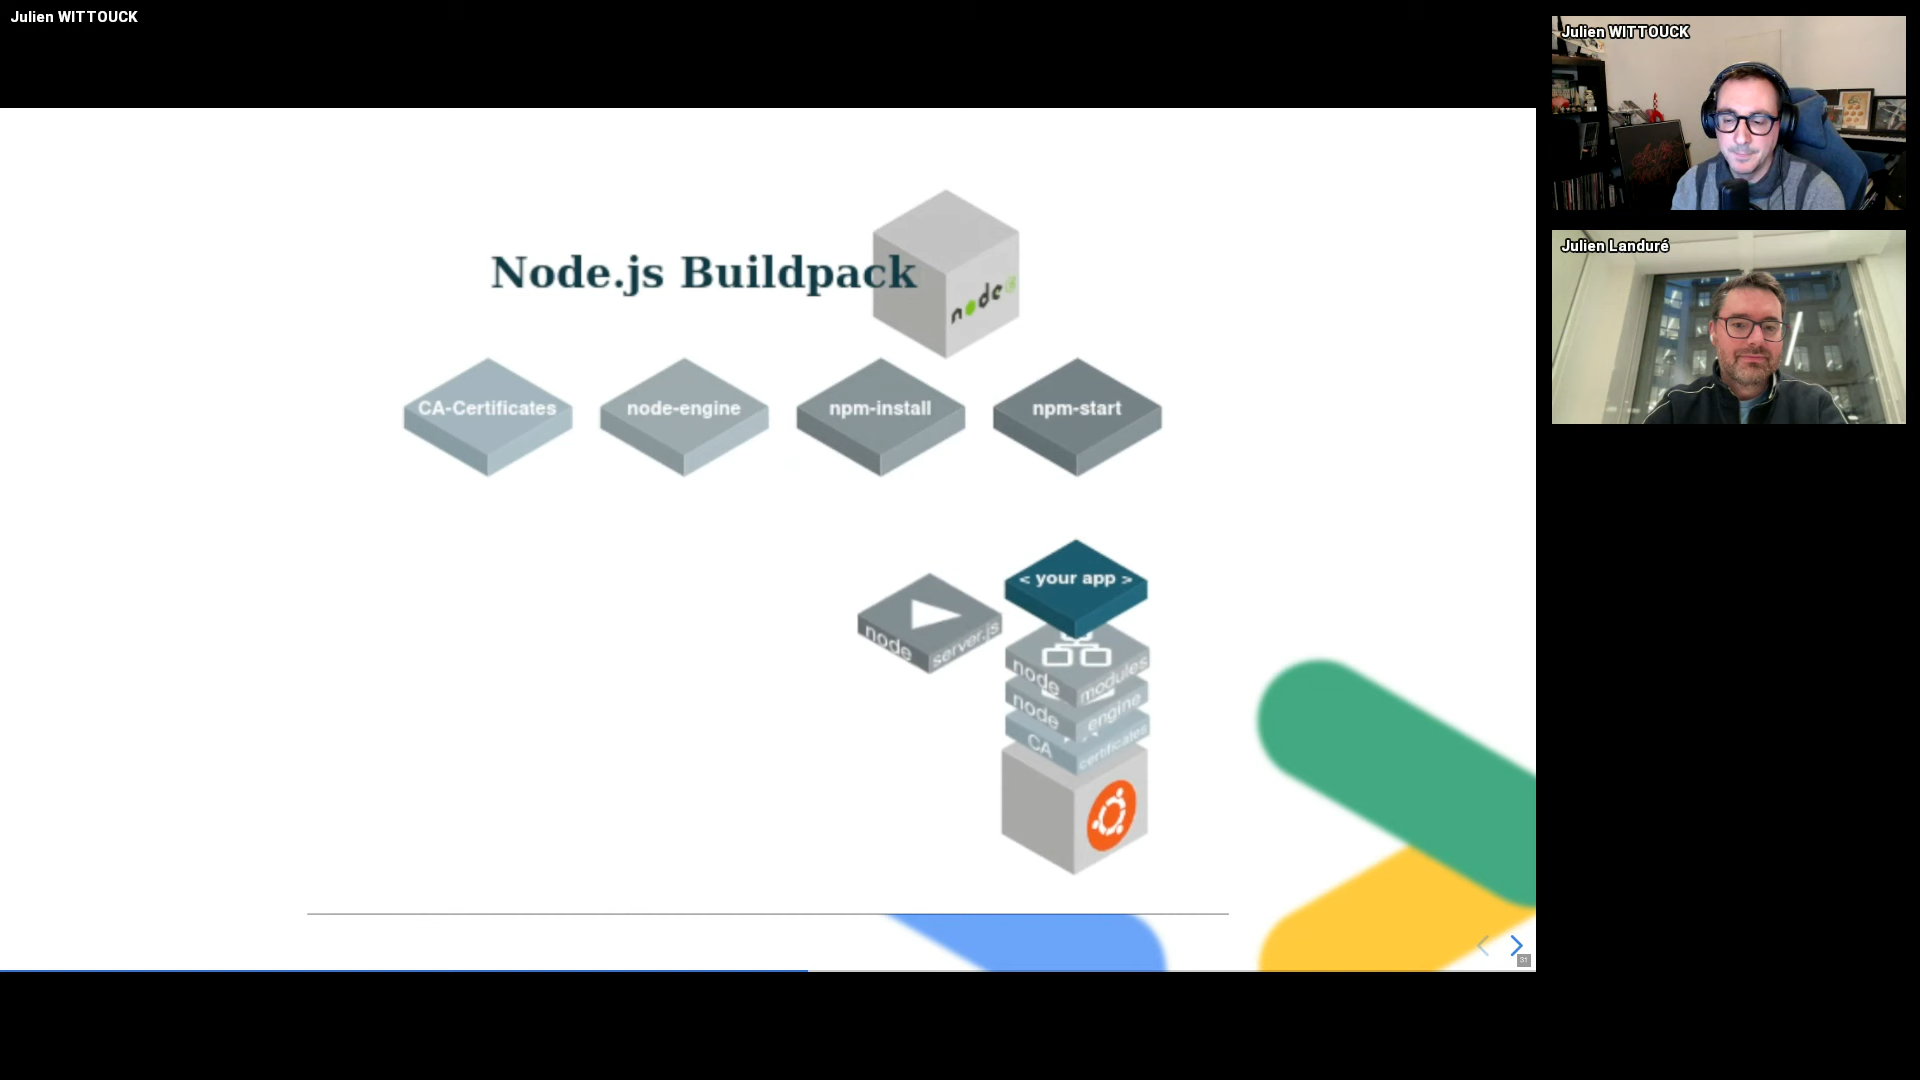 Julien WITTOUCK
Julien WITTOUCK
Julien Landuré
Node.js Buildpack
node
CA-Certificates
node-engine
npm-install
npm-start
< your app >
node server.js
node modules
node engine
CA certificates